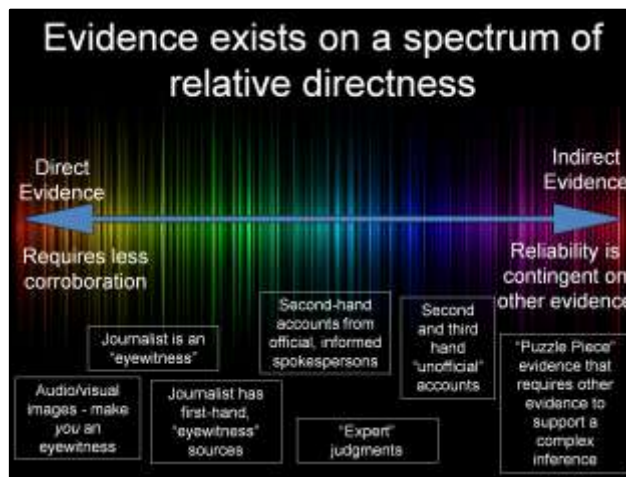 Evidence exists on a spectrum of
relative directness
Direct
Evidence
Indirect
Evidence
Requires less
corroboration
Reliability is
contingent on
other evidence
Journalist is an
"eyewitness"
Second-hand
accounts from
official, informed
spokespersons
Second
and third
hand
"unofficial"
accounts
"Puzzle Piece"
evidence that
requires other
evidence to
support a
complex
inference
Audio/visual
images - make
you an
eyewitness
Journalist has
first-hand,
"eyewitness"
sources
"Expert"
judgments